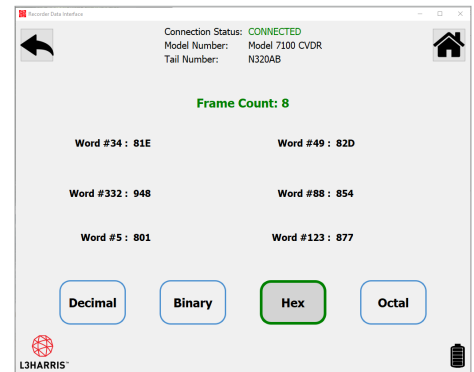 Recorder Data Interface
Connection Status: CONNECTED
Model Number: Model 7100 CVDR
Tail Number: N320AB
Frame Count: 8
Word #34 : 81E
Word #49 : 82D
Word #332 : 948
Word #88 : 854
Word #5 : 801
Word #123 : 877
Decimal
Binary
Hex
Octal
L3HARRIS™